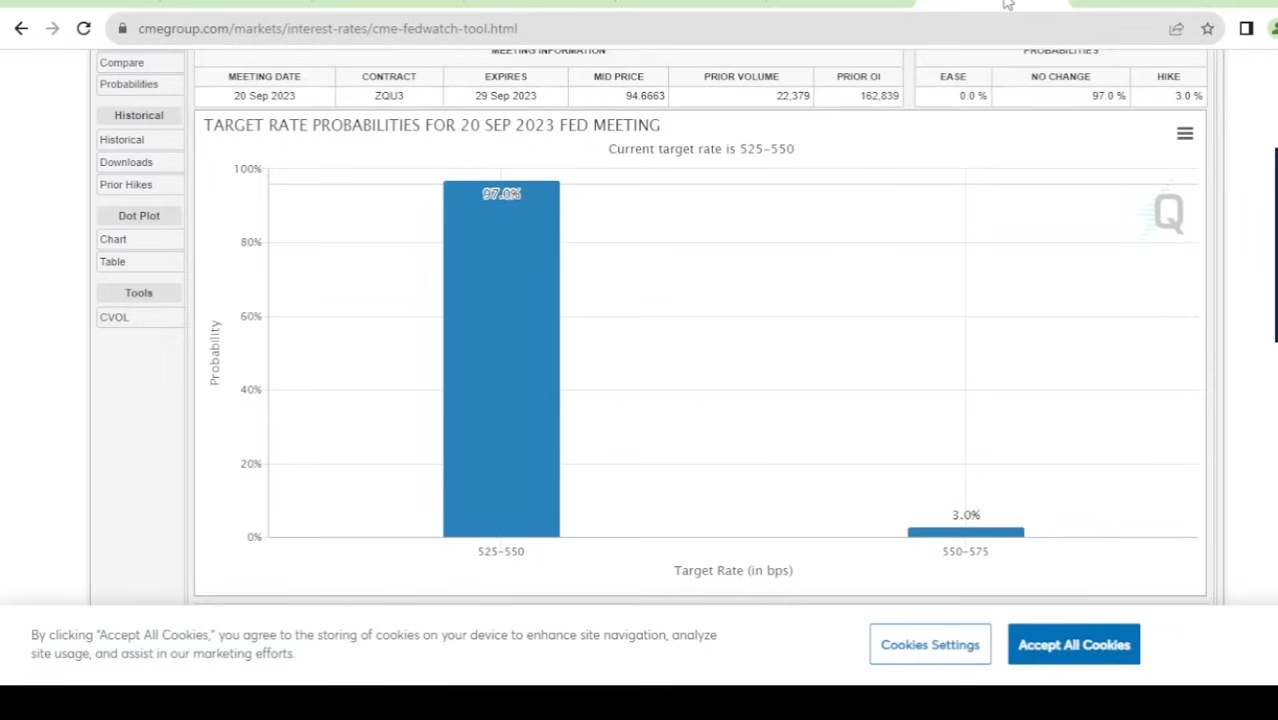 cmegroup.com/markets/interest-rates/cme-fedwatch-tool.html
Compare
Probabilities
Historical
Historical
Downloads
Prior Hikes
Dot Plot
Chart
Table
Tools
CVOL
MEETING INFORMATION
MEETING DATE CONTRACT EXPIRES MID PRICE PRIOR VOLUME PRIOR OI
20 Sep 2023 ZQU3 29 Sep 2023 94.6663 22,379 162,839
PROBABILITIES
EASE NO CHANGE HIKE
0.0 % 97.0 % 3.0 %
TARGET RATE PROBABILITIES FOR 20 SEP 2023 FED MEETING
Current target rate is 525-550
100%
97.0%
Q
80%
60%
Probability
40%
20%
3.0%
0%
525-550 550-575
Target Rate (in bps)
By clicking "Accept All Cookies," you agree to the storing of cookies on your device to enhance site navigation, analyze
site usage, and assist in our marketing efforts.
Cookies Settings
Accept All Cookies